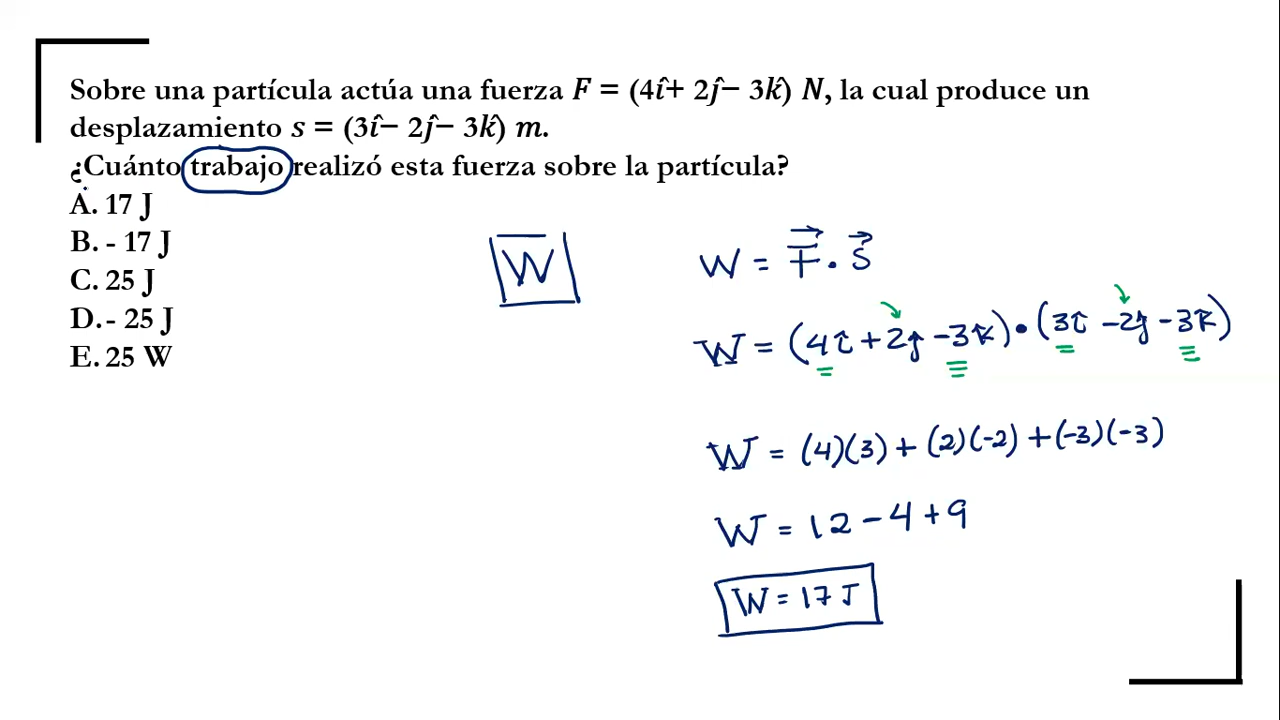 Sobre una partícula actúa una fuerza F = (4î+ 2ĵ− 3k̂) N, la cual produce un
desplazamiento s = (3î− 2ĵ− 3k̂) m.
¿Cuánto trabajo realizó esta fuerza sobre la partícula?
A. 17 J
B. - 17 J
C. 25 J
D. - 25 J
E. 25 W
W
W = F⃗ • s⃗
W = (4î + 2ĵ − 3k̂) • (3î − 2ĵ − 3k̂)
W = (4)(3) + (2)(-2) + (-3)(-3)
W = 12 − 4 + 9
W = 17 J